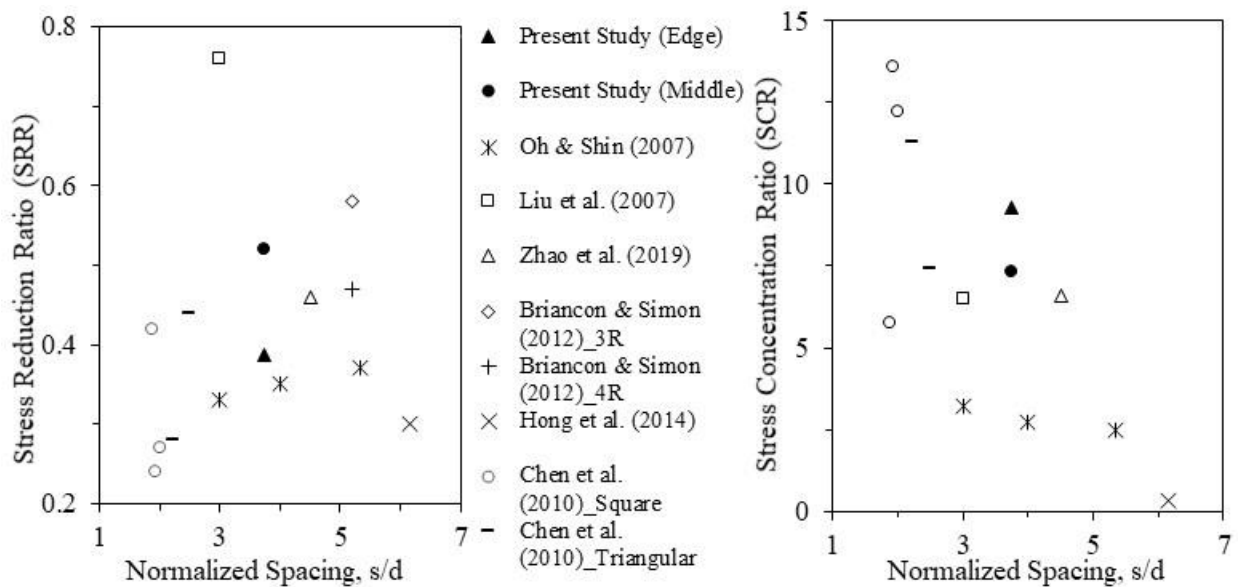 Stress Reduction Ratio (SRR)
0.8
0.6
0.4
0.2
1
3
5
7
Normalized Spacing, s/d
Present Study (Edge)
Present Study (Middle)
Oh & Shin (2007)
Liu et al. (2007)
Zhao et al. (2019)
Briancon & Simon
(2012)_3R
Briancon & Simon
(2012)_4R
Hong et al. (2014)
Chen et al.
(2010)_Square
Chen et al.
(2010)_Triangular
Stress Concentration Ratio (SCR)
15
10
5
0
1
3
5
7
Normalized Spacing, s/d